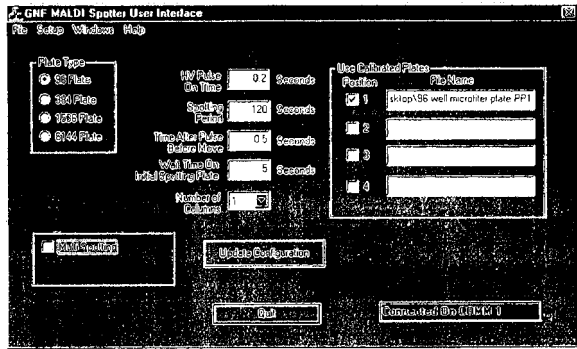 GNF MALDI Spotter User Interface
File Setup Windows Help
Plate Type
96 Plate
384 Plate
1536 Plate
6144 Plate
HV Pulse On Time 0.2 Seconds
Spotting Period 120 Seconds
Time After Pulse Before Move 0.5 Seconds
Wait Time On Initial Spotting Plate 5 Seconds
Number of Columns 1
Use Calibrated Plates
Position File Name
1 sktop\96 well microtiter plate PP1
2
3
4
Multi Spotting
Update Configuration
Quit
Connected On COMM 1